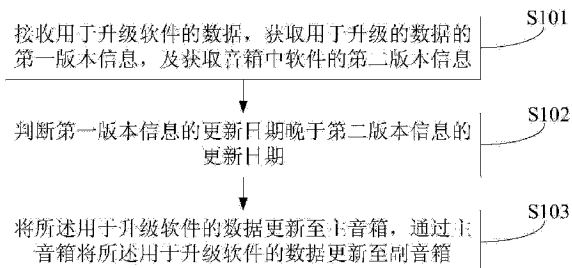 S101
接收用于升级软件的数据，获取用于升级的数据的
第一版本信息，及获取音箱中软件的第二版本信息
S102
判断第一版本信息的更新日期晚于第二版本信息的
更新日期
S103
将所述用于升级软件的数据更新至主音箱，通过主
音箱将所述用于升级软件的数据更新至副音箱